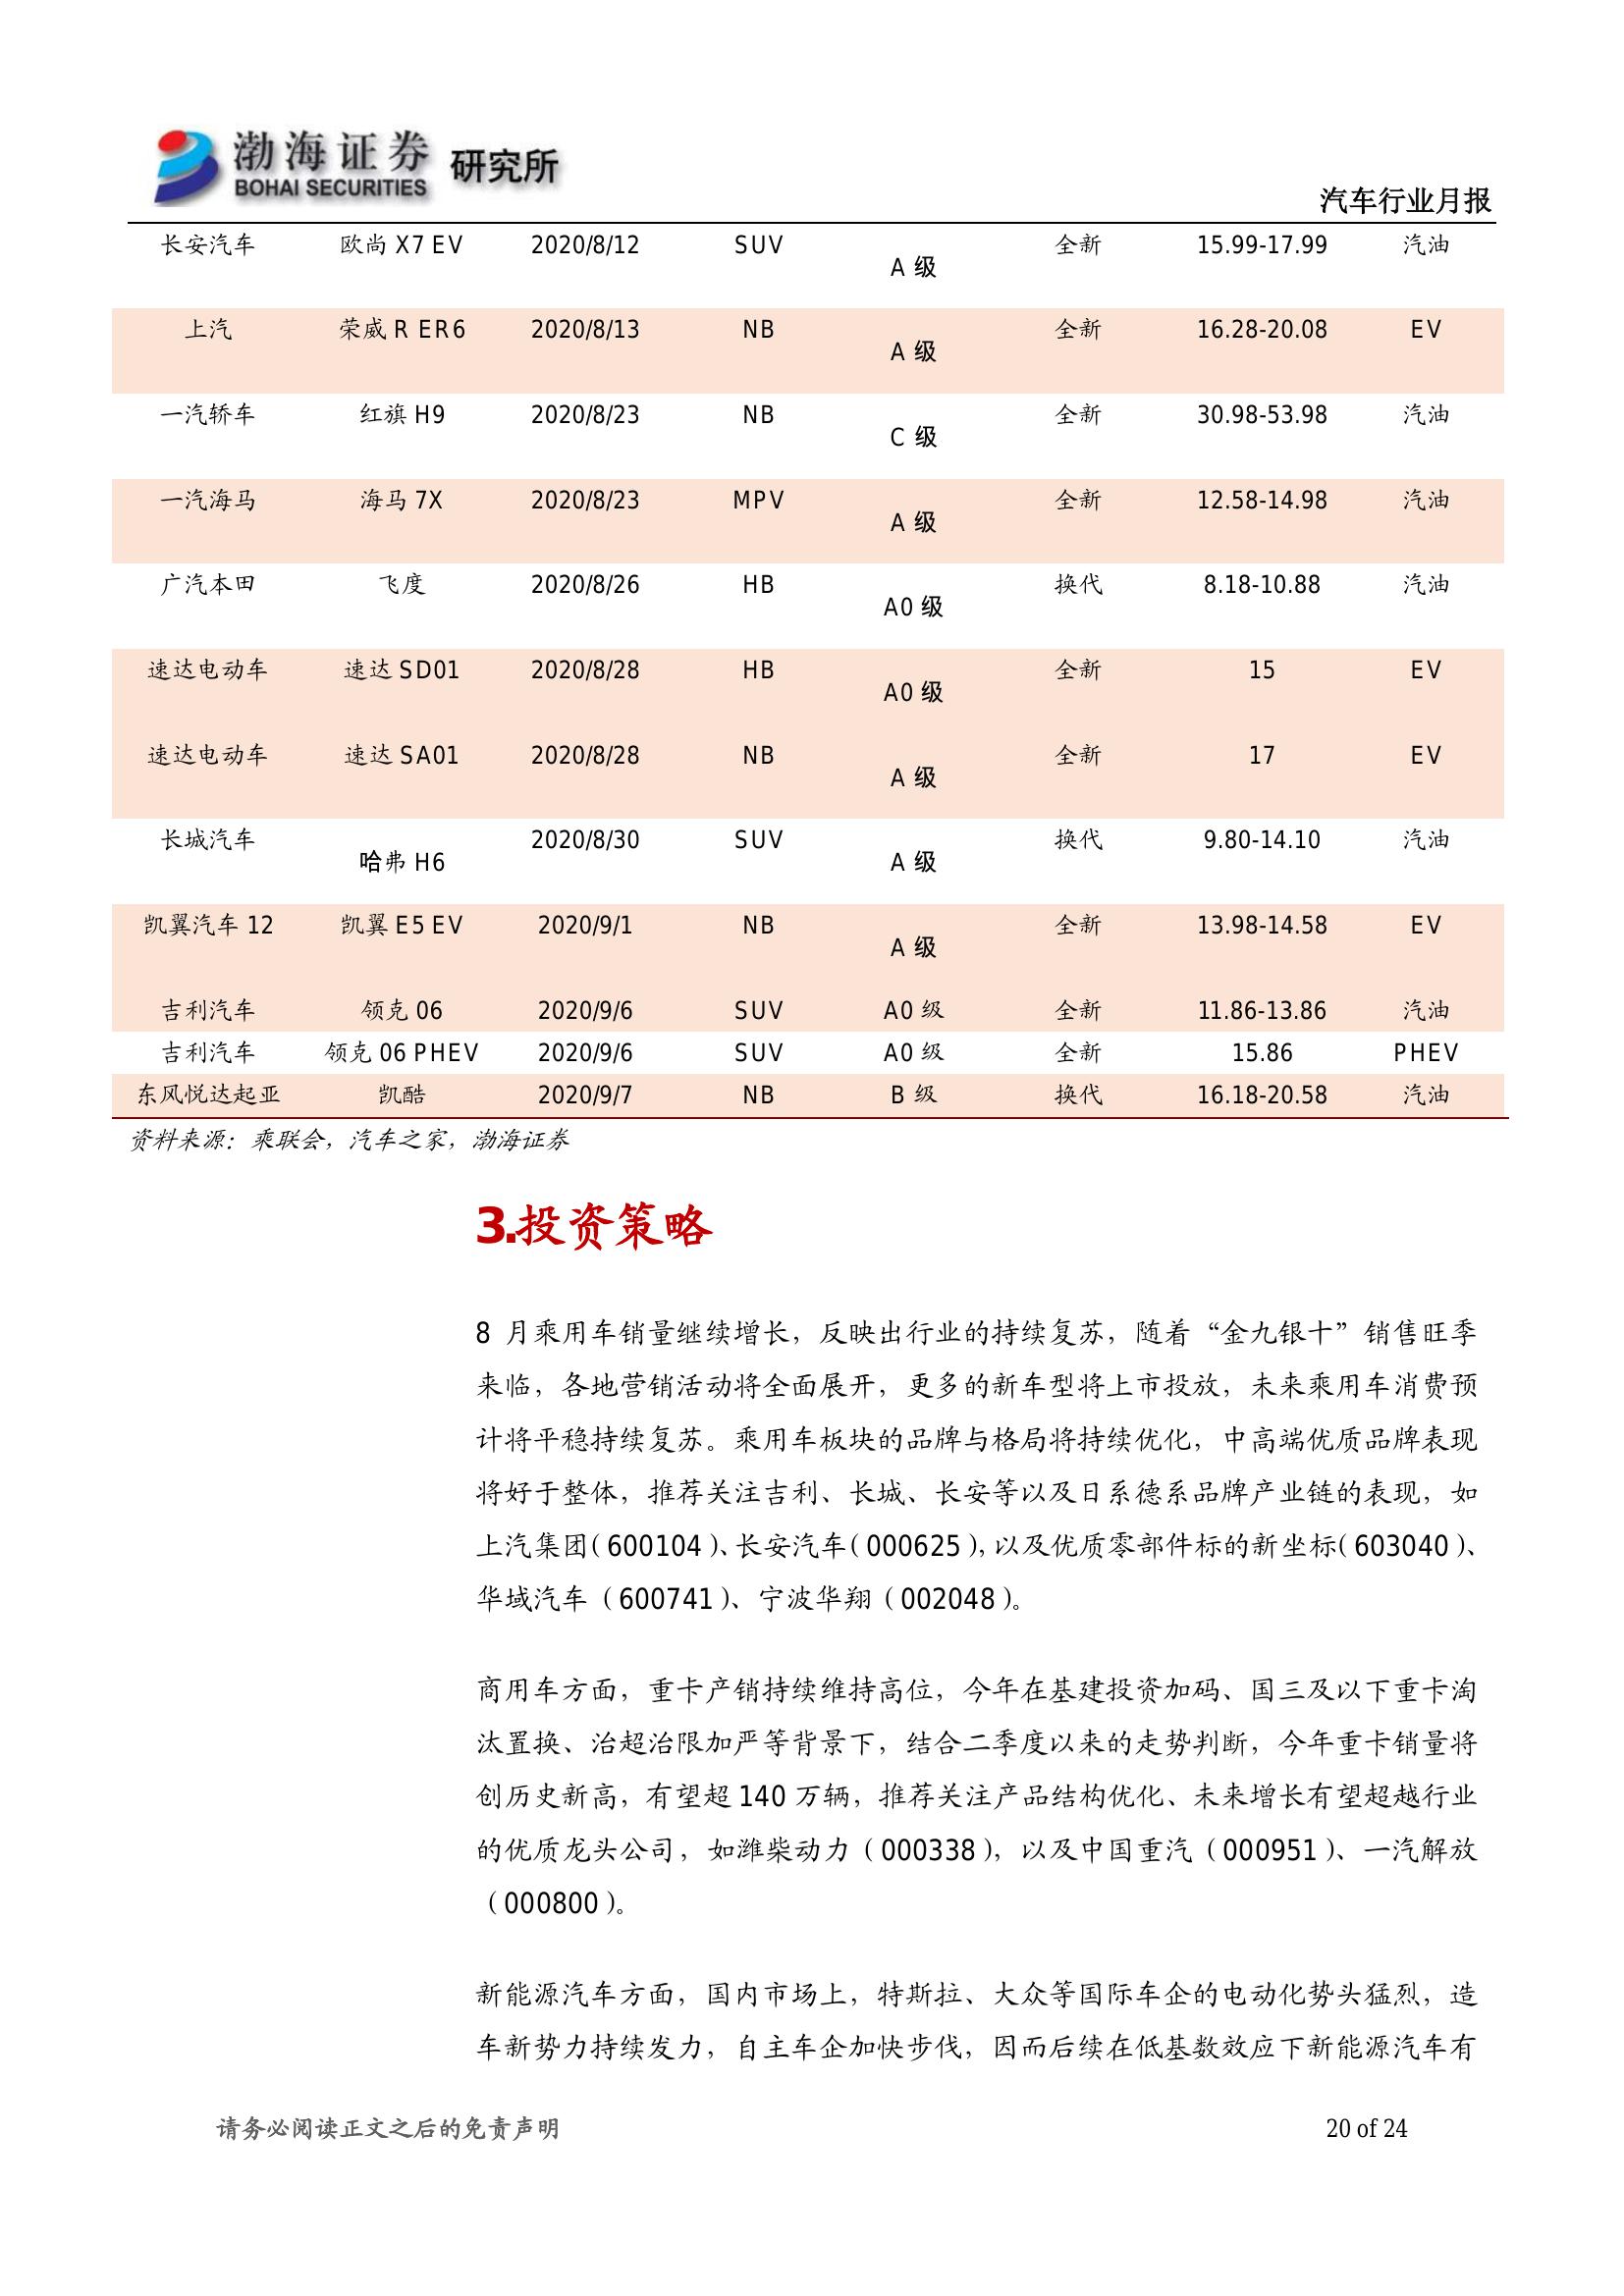 渤海证券 研究所
BOHAI SECURITIES
汽车行业月报
长安汽车 欧尚 X7 EV 2020/8/12 SUV A 级 全新 15.99-17.99 汽油
上汽 荣威 R ER6 2020/8/13 NB A 级 全新 16.28-20.08 EV
一汽轿车 红旗 H9 2020/8/23 NB C 级 全新 30.98-53.98 汽油
一汽海马 海马 7X 2020/8/23 MPV A 级 全新 12.58-14.98 汽油
广汽本田 飞度 2020/8/26 HB A0 级 换代 8.18-10.88 汽油
速达电动车 速达 SD01 2020/8/28 HB A0 级 全新 15 EV
速达电动车 速达 SA01 2020/8/28 NB A 级 全新 17 EV
长城汽车 哈弗 H6 2020/8/30 SUV A 级 换代 9.80-14.10 汽油
凯翼汽车 12 凯翼 E5 EV 2020/9/1 NB A 级 全新 13.98-14.58 EV
吉利汽车 领克 06 2020/9/6 SUV A0 级 全新 11.86-13.86 汽油
吉利汽车 领克 06 PHEV 2020/9/6 SUV A0 级 全新 15.86 PHEV
东风悦达起亚 凯酷 2020/9/7 NB B 级 换代 16.18-20.58 汽油
资料来源：乘联会，汽车之家，渤海证券
3.投资策略
8 月乘用车销量继续增长，反映出行业的持续复苏，随着“金九银十”销售旺季
来临，各地营销活动将全面展开，更多的新车型将上市投放，未来乘用车消费预
计将平稳持续复苏。乘用车板块的品牌与格局将持续优化，中高端优质品牌表现
将好于整体，推荐关注吉利、长城、长安等以及日系德系品牌产业链的表现，如
上汽集团（600104）、长安汽车（000625），以及优质零部件标的新坐标（603040）、
华域汽车（600741）、宁波华翔（002048）。
商用车方面，重卡产销持续维持高位，今年在基建投资加码、国三及以下重卡淘
汰置换、治超治限加严等背景下，结合二季度以来的走势判断，今年重卡销量将
创历史新高，有望超 140 万辆，推荐关注产品结构优化、未来增长有望超越行业
的优质龙头公司，如潍柴动力（000338），以及中国重汽（000951）、一汽解放
（000800）。
新能源汽车方面，国内市场上，特斯拉、大众等国际车企的电动化势头猛烈，造
车新势力持续发力，自主车企加快步伐，因而后续在低基数效应下新能源汽车有
请务必阅读正文之后的免责声明 20 of 24